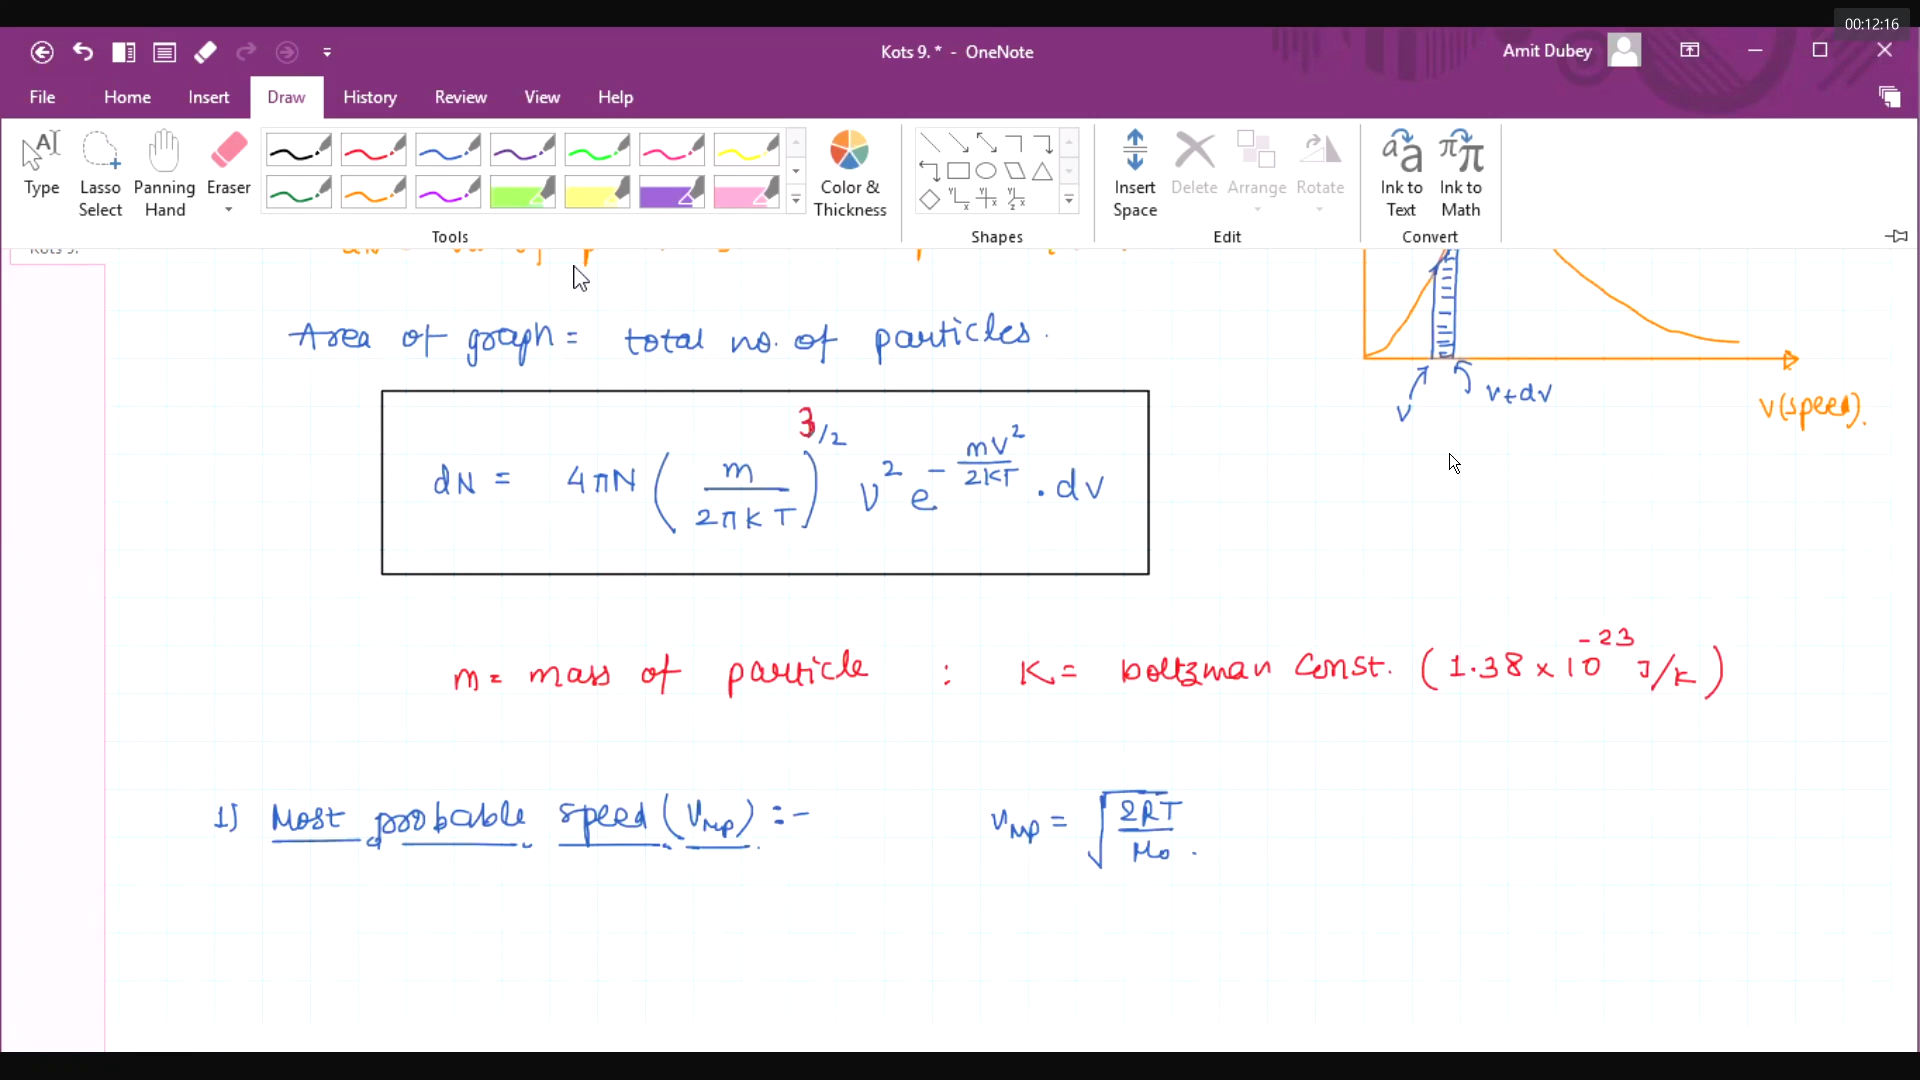 00:12:16
Kots 9.* - OneNote
Amit Dubey
File Home Insert Draw History Review View Help
Type
Lasso Select
Panning Hand
Eraser
Color & Thickness
Insert Space
Delete
Arrange
Rotate
Ink to Text
Ink to Math
Tools
Shapes
Edit
Convert
Kots 9.
Area of graph = total no. of particles.
dN = 4πN (m/2πKT)^3/2 v^2 e^-mv^2/2KT . dv
v
v+dv
v(speed).
m = mass of particle : K = boltzman Const. (1.38 x 10^-23 J/K)
1) Most probable speed (Vmp) :-
Vmp = √2RT/Mo .